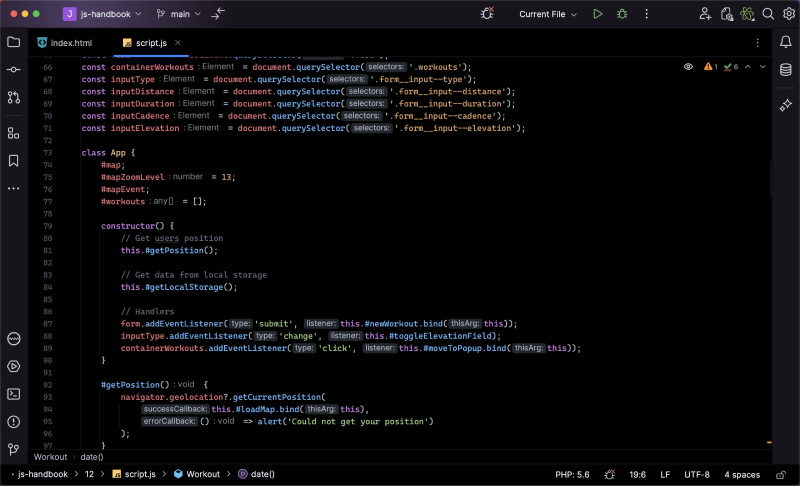 J js-handbook main Current File
index.html script.js
66 const containerWorkouts : Element = document.querySelector( selectors: '.workouts');
1 6
67 const inputType : Element = document.querySelector( selectors: '.form__input--type');
68 const inputDistance : Element = document.querySelector( selectors: '.form__input--distance');
69 const inputDuration : Element = document.querySelector( selectors: '.form__input--duration');
70 const inputCadence : Element = document.querySelector( selectors: '.form__input--cadence');
71 const inputElevation : Element = document.querySelector( selectors: '.form__input--elevation');
72
73 class App {
74 #map;
75 #mapZoomLevel : number = 13;
76 #mapEvent;
77 #workouts : any[] = [];
78
79 constructor() {
80 // Get users position
81 this.#getPosition();
82
83 // Get data from local storage
84 this.#getLocalStorage();
85
86 // Handlers
87 form.addEventListener( type: 'submit', listener: this.#newWorkout.bind( thisArg: this));
88 inputType.addEventListener( type: 'change', listener: this.#toggleElevationField);
89 containerWorkouts.addEventListener( type: 'click', listener: this.#moveToPopup.bind( thisArg: this));
90 }
91
92 #getPosition() : void {
93 navigator.geolocation?.getCurrentPosition(
94 successCallback: this.#loadMap.bind( thisArg: this),
95 errorCallback: () : void => alert('Could not get your position')
96 );
97 }
Workout › date()
js-handbook › 12 › script.js › Workout › date() PHP: 5.6 19:6 LF UTF-8 4 spaces